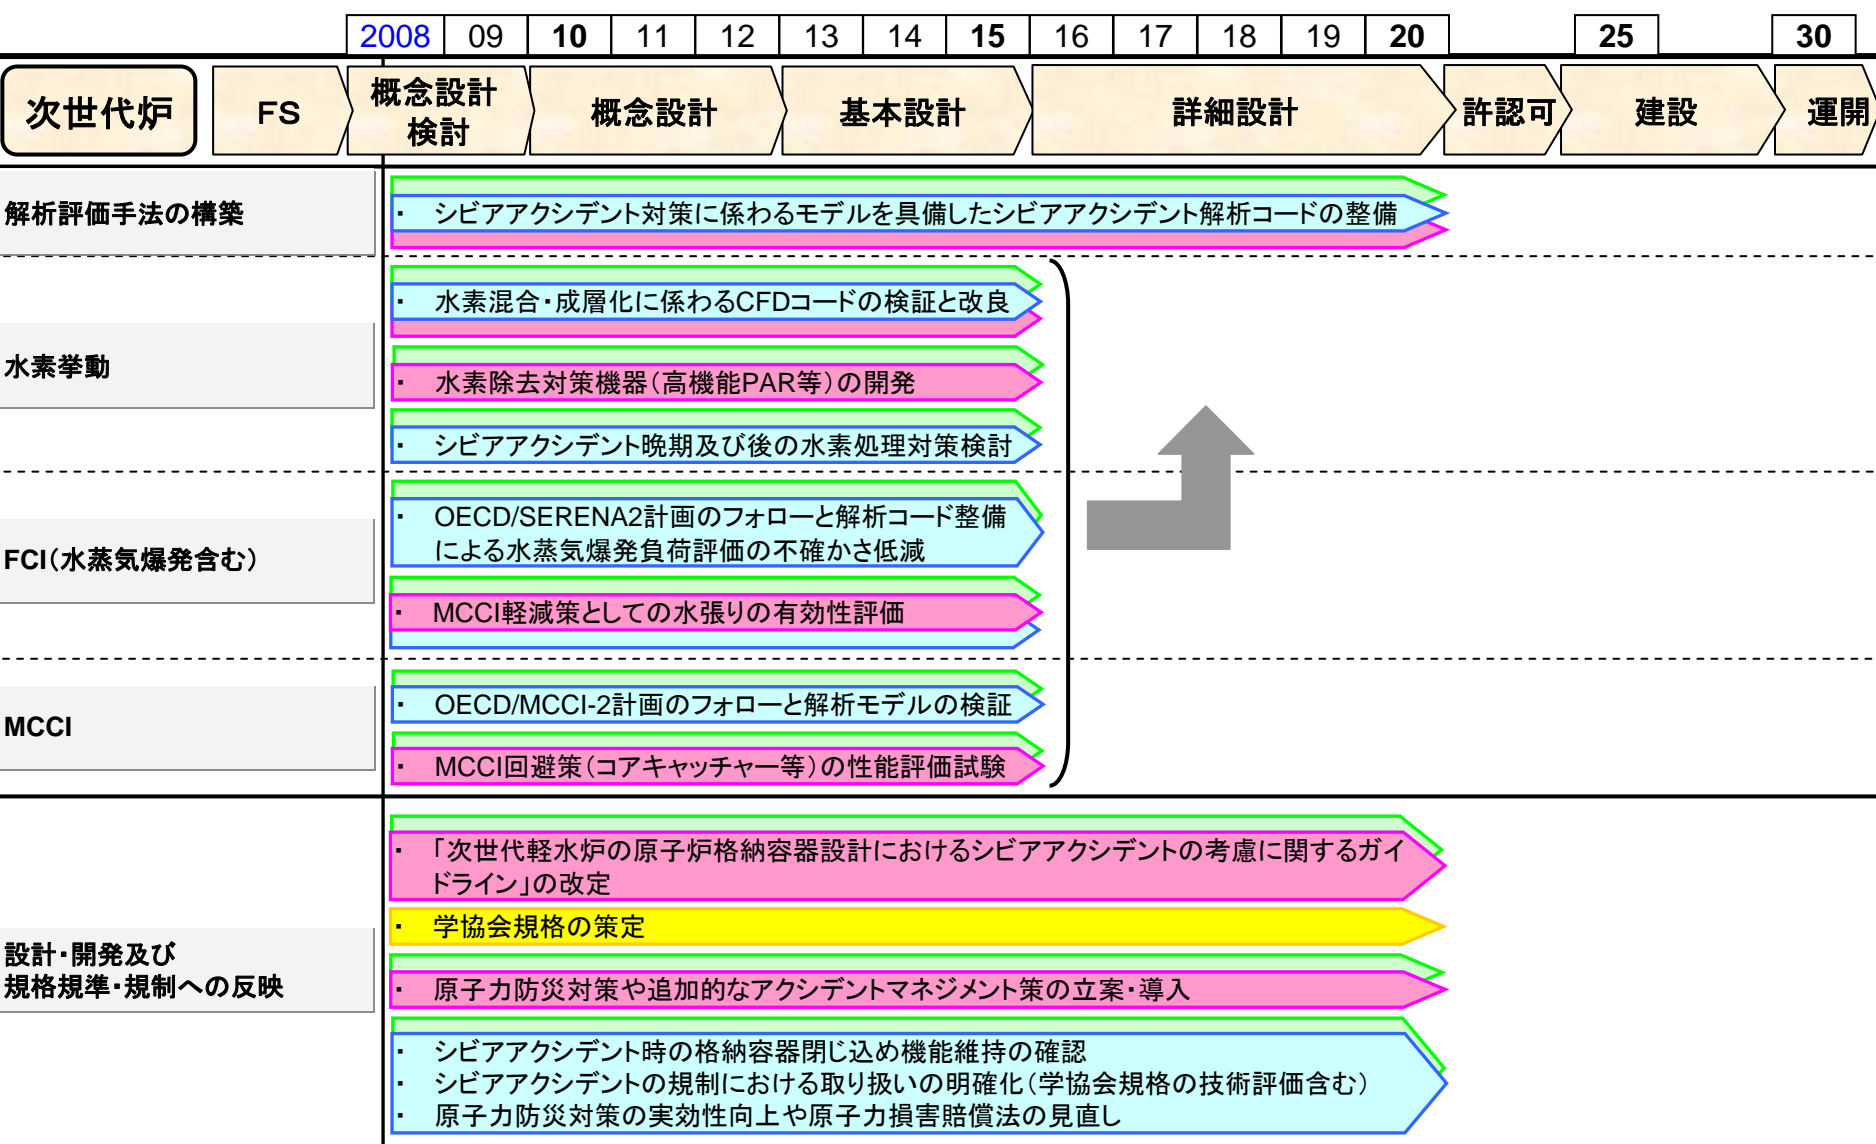 2008 09 10 11 12 13 14 15 16 17 18 19 20 25 30
次世代炉 FS 概念設計
検討 概念設計 基本設計 詳細設計 許認可 建設 運開
解析評価手法の構築
・ シビアアクシデント対策に係わるモデルを具備したシビアアクシデント解析コードの整備
水素挙動
・ 水素混合・成層化に係わるCFDコードの検証と改良
・ 水素除去対策機器(高機能PAR等)の開発
・ シビアアクシデント晩期及び後の水素処理対策検討
FCI(水蒸気爆発含む)
・ OECD/SERENA2計画のフォローと解析コード整備
による水蒸気爆発負荷評価の不確かさ低減
・ MCCI軽減策としての水張りの有効性評価
MCCI
・ OECD/MCCI-2計画のフォローと解析モデルの検証
・ MCCI回避策(コアキャッチャー等)の性能評価試験
設計・開発及び
規格規準・規制への反映
・ 「次世代軽水炉の原子炉格納容器設計におけるシビアアクシデントの考慮に関するガイ
ドライン」の改定
・ 学協会規格の策定
・ 原子力防災対策や追加的なアクシデントマネジメント策の立案・導入
・ シビアアクシデント時の格納容器閉じ込め機能維持の確認
・ シビアアクシデントの規制における取り扱いの明確化(学協会規格の技術評価含む)
・ 原子力防災対策の実効性向上や原子力損害賠償法の見直し